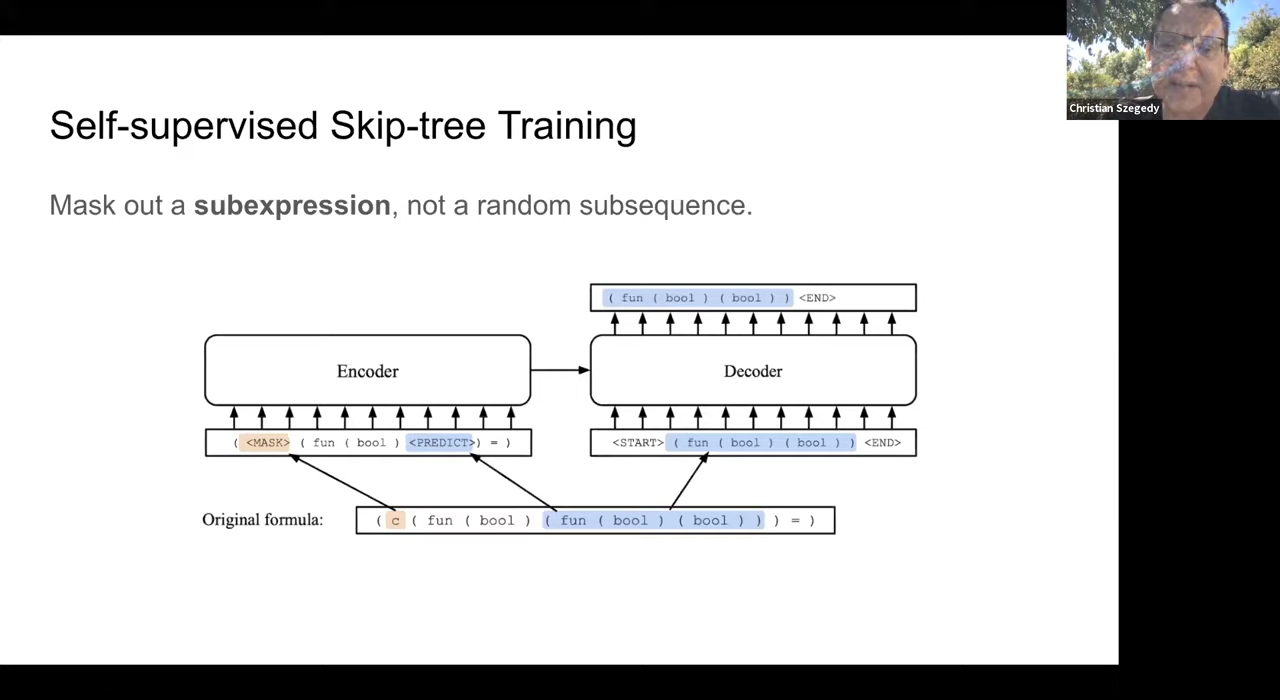 Christian Szegedy
Self-supervised Skip-tree Training
Mask out a subexpression, not a random subsequence.
( fun ( bool ) ( bool ) ) <END>
Encoder
Decoder
( <MASK> ( fun ( bool ) <PREDICT>) = )
<START> ( fun ( bool ) ( bool ) ) <END>
Original formula:
( c ( fun ( bool ) ( fun ( bool ) ( bool ) ) ) = )